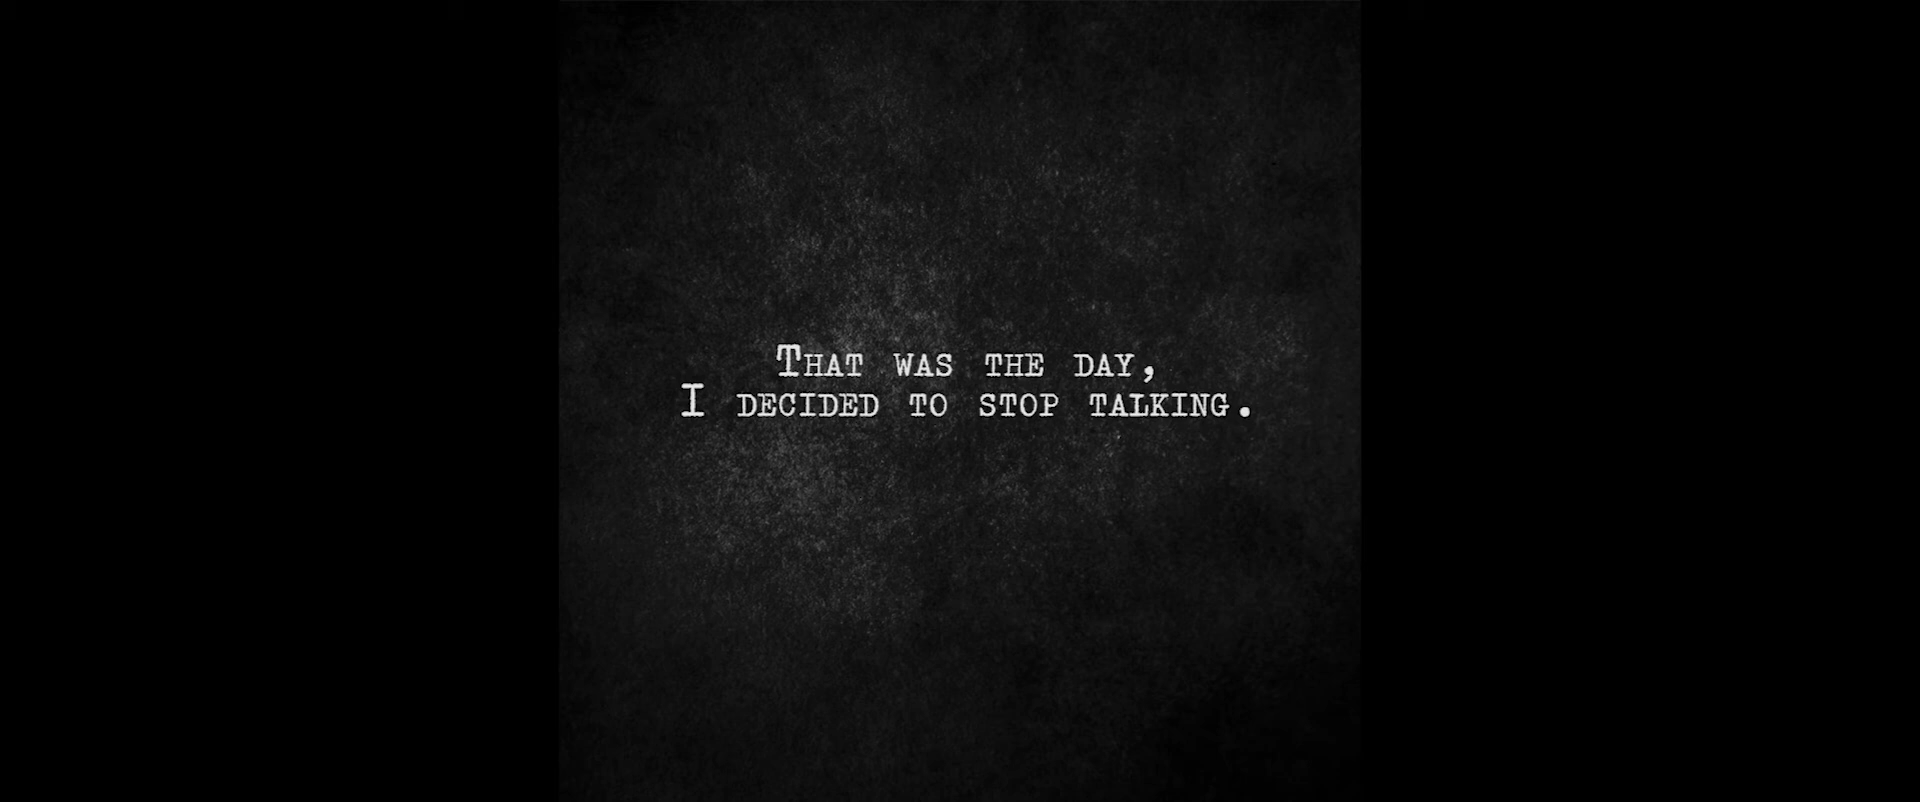 That was the day,
I decided to stop talking.